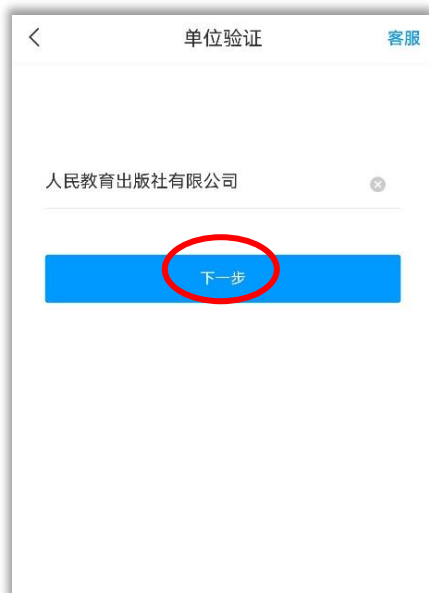 单位验证
客服
人民教育出版社有限公司
下一步